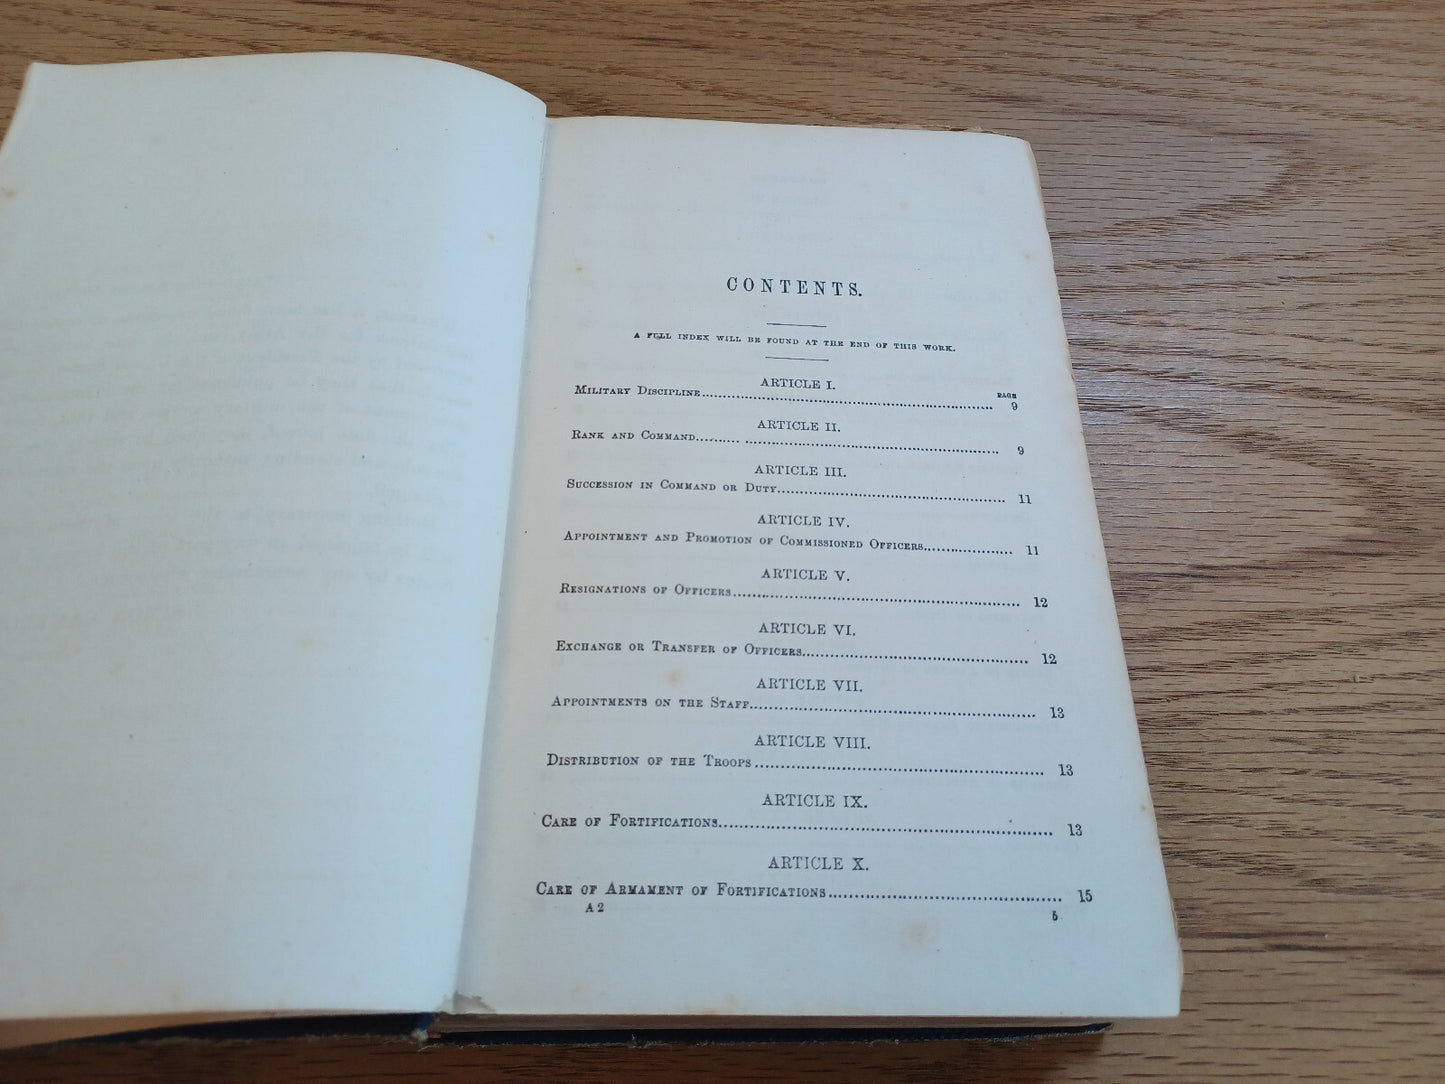 CONTENTS.
A FULL INDEX WILL BE FOUND AT THE END OF THIS WORK.
ARTICLE I.
PAGE
MILITARY DISCIPLINE........................ 9
ARTICLE II.
RANK AND COMMAND........................ 9
ARTICLE III.
SUCCESSION IN COMMAND OR DUTY........................ 11
ARTICLE IV.
APPOINTMENT AND PROMOTION OF COMMISSIONED OFFICERS.................. 11
ARTICLE V.
RESIGNATIONS OF OFFICERS........................ 12
ARTICLE VI.
EXCHANGE OR TRANSFER OF OFFICERS........................ 12
ARTICLE VII.
APPOINTMENTS ON THE STAFF........................ 13
ARTICLE VIII.
DISTRIBUTION OF THE TROOPS........................ 13
ARTICLE IX.
CARE OF FORTIFICATIONS........................ 13
ARTICLE X.
CARE OF ARMAMENT OF FORTIFICATIONS........................ 15
A 2 5